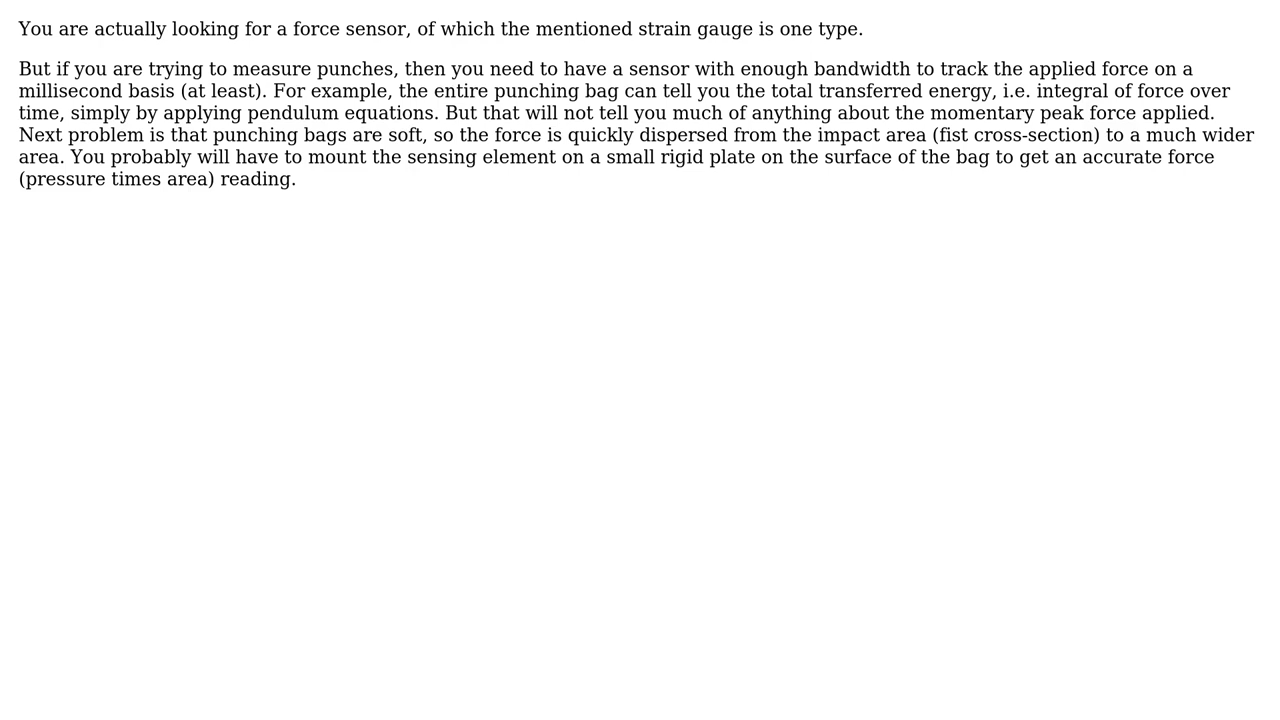 You are actually looking for a force sensor, of which the mentioned strain gauge is one type.
But if you are trying to measure punches, then you need to have a sensor with enough bandwidth to track the applied force on a
millisecond basis (at least). For example, the entire punching bag can tell you the total transferred energy, i.e. integral of force over
time, simply by applying pendulum equations. But that will not tell you much of anything about the momentary peak force applied.
Next problem is that punching bags are soft, so the force is quickly dispersed from the impact area (fist cross-section) to a much wider
area. You probably will have to mount the sensing element on a small rigid plate on the surface of the bag to get an accurate force
(pressure times area) reading.